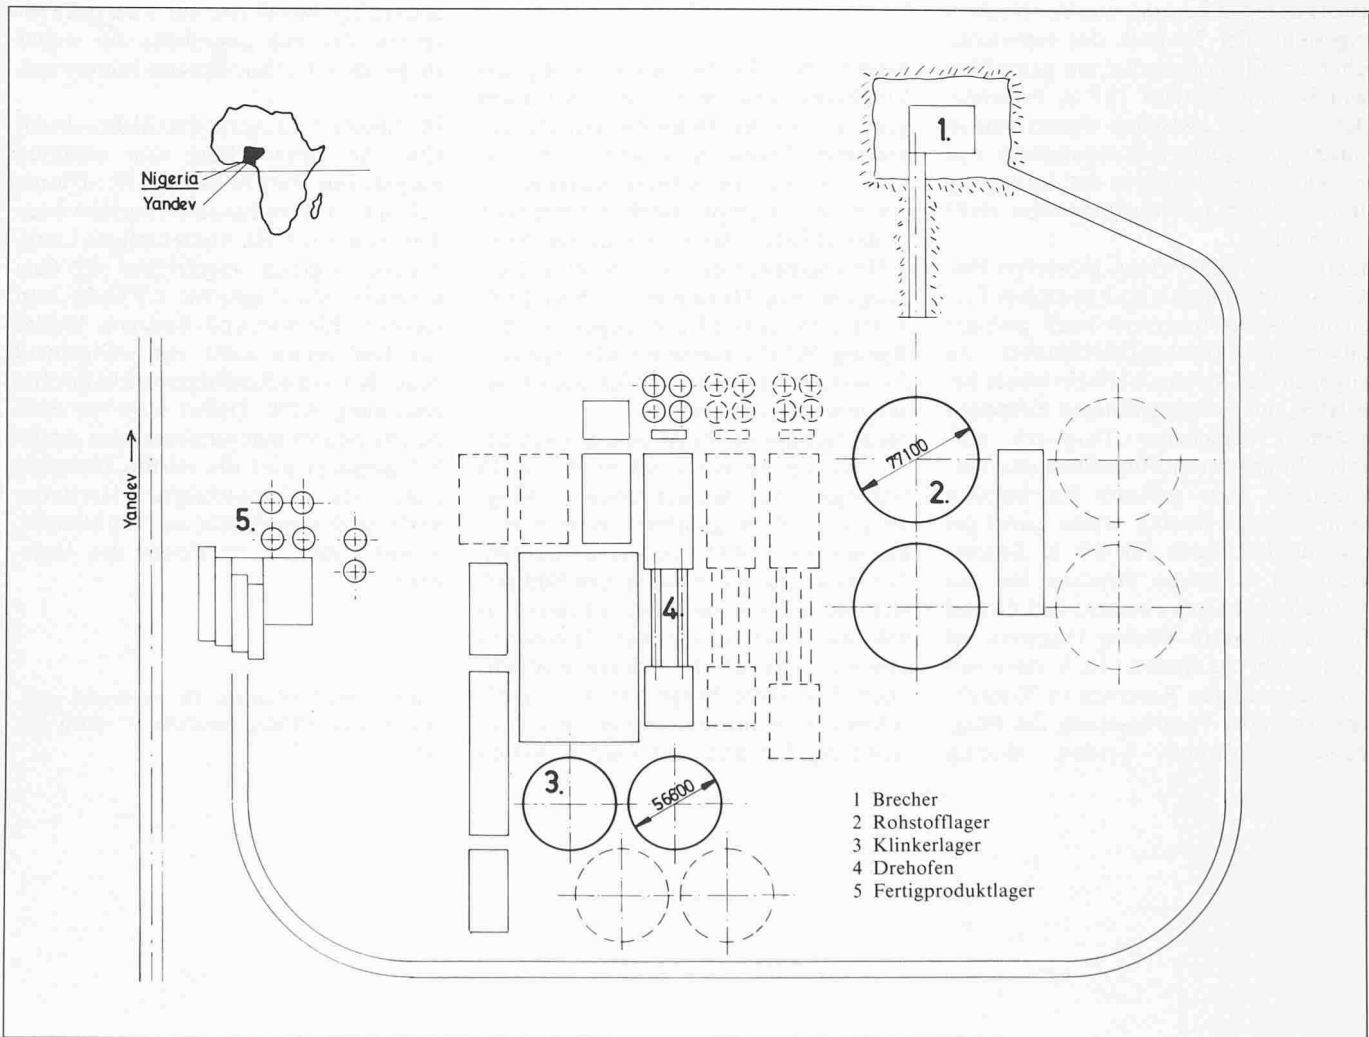 Nigeria
Yandev
1.
Yandev
77100
2.
5.
4.
3.
56600
1 Brecher
2 Rohstofflager
3 Klinkerlager
4 Drehofen
5 Fertigproduktlager